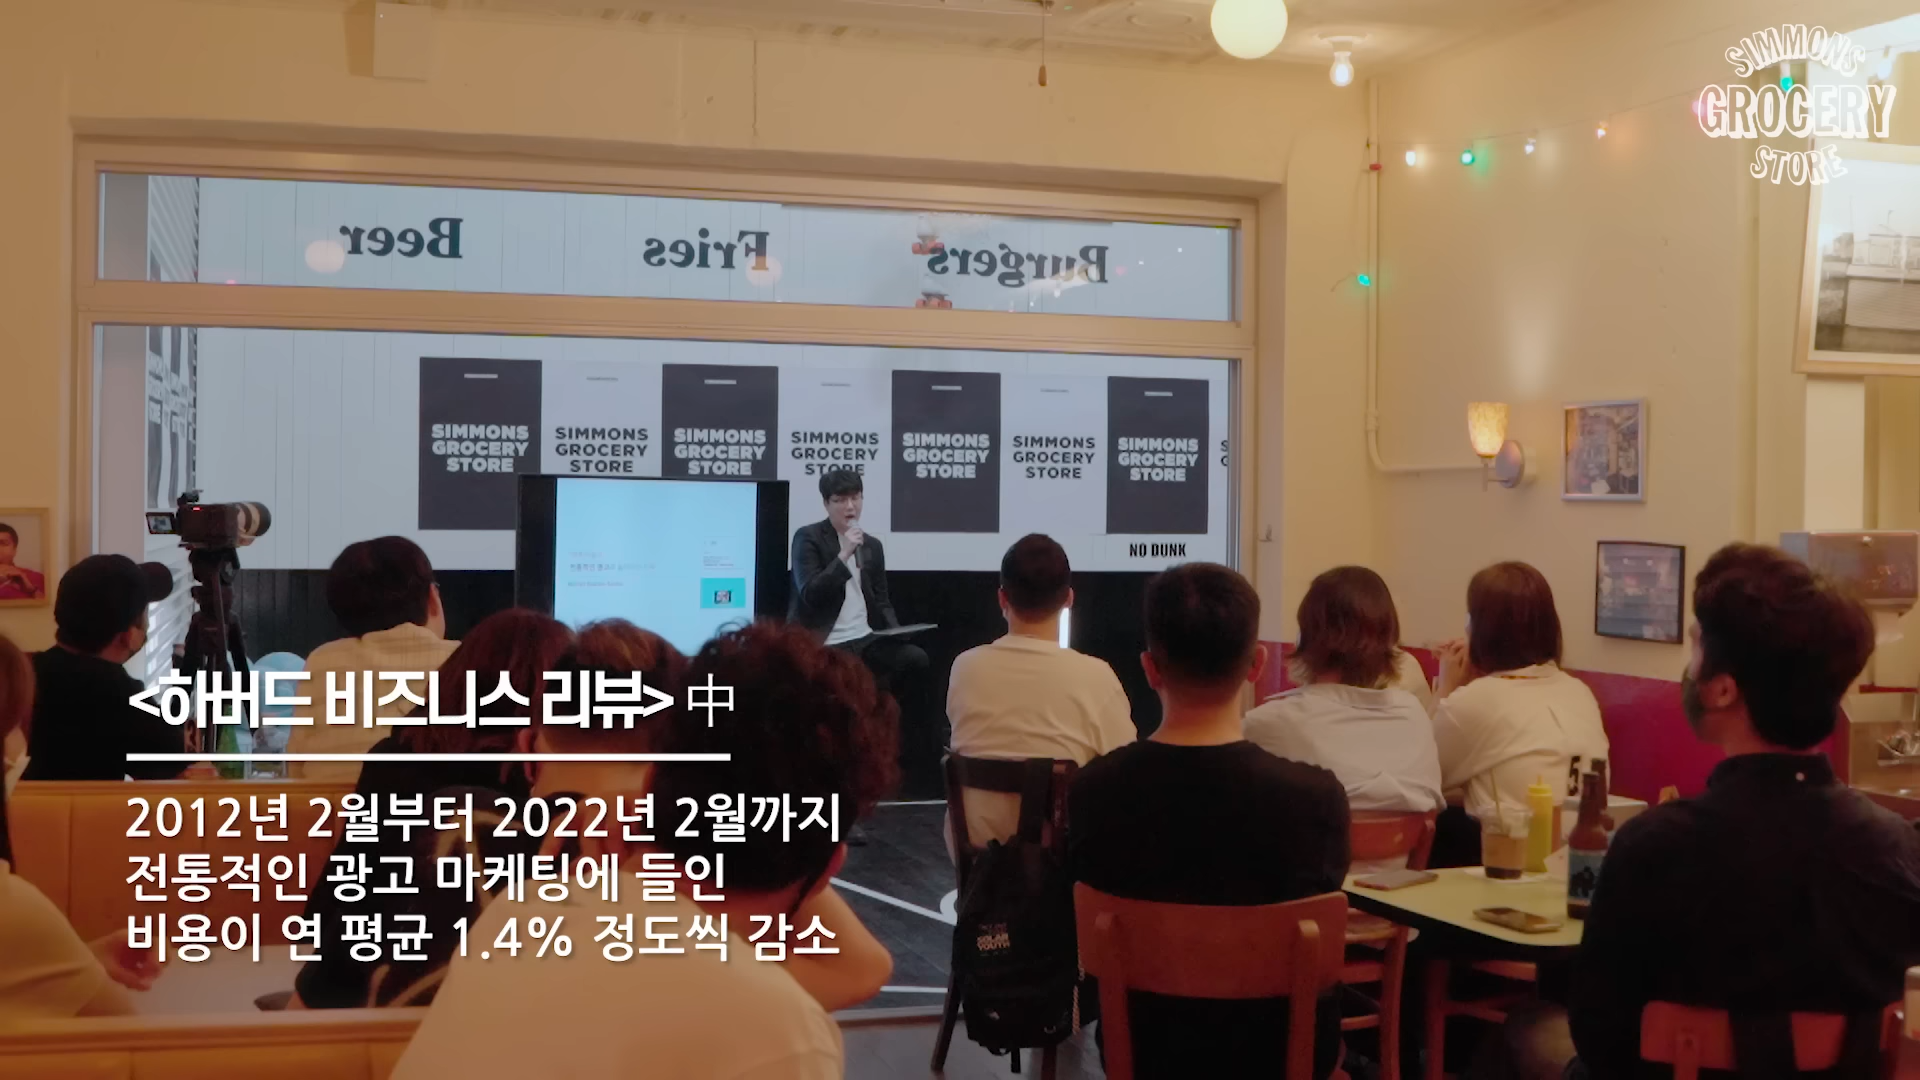 SIMMONS
GROCERY
STORE
Beer
Fries
Burgers
SIMMONS
GROCERY
STORE
SIMMONS
GROCERY
STORE
SIMMONS
GROCERY
STORE
SIMMONS
GROCERY
STORE
SIMMONS
GROCERY
STORE
SIMMONS
GROCERY
STORE
SIMMONS
GROCERY
STORE
NO DUNK
<하버드 비즈니스 리뷰> 中
2012년 2월부터 2022년 2월까지
전통적인 광고 마케팅에 들인
비용이 연 평균 1.4% 정도씩 감소